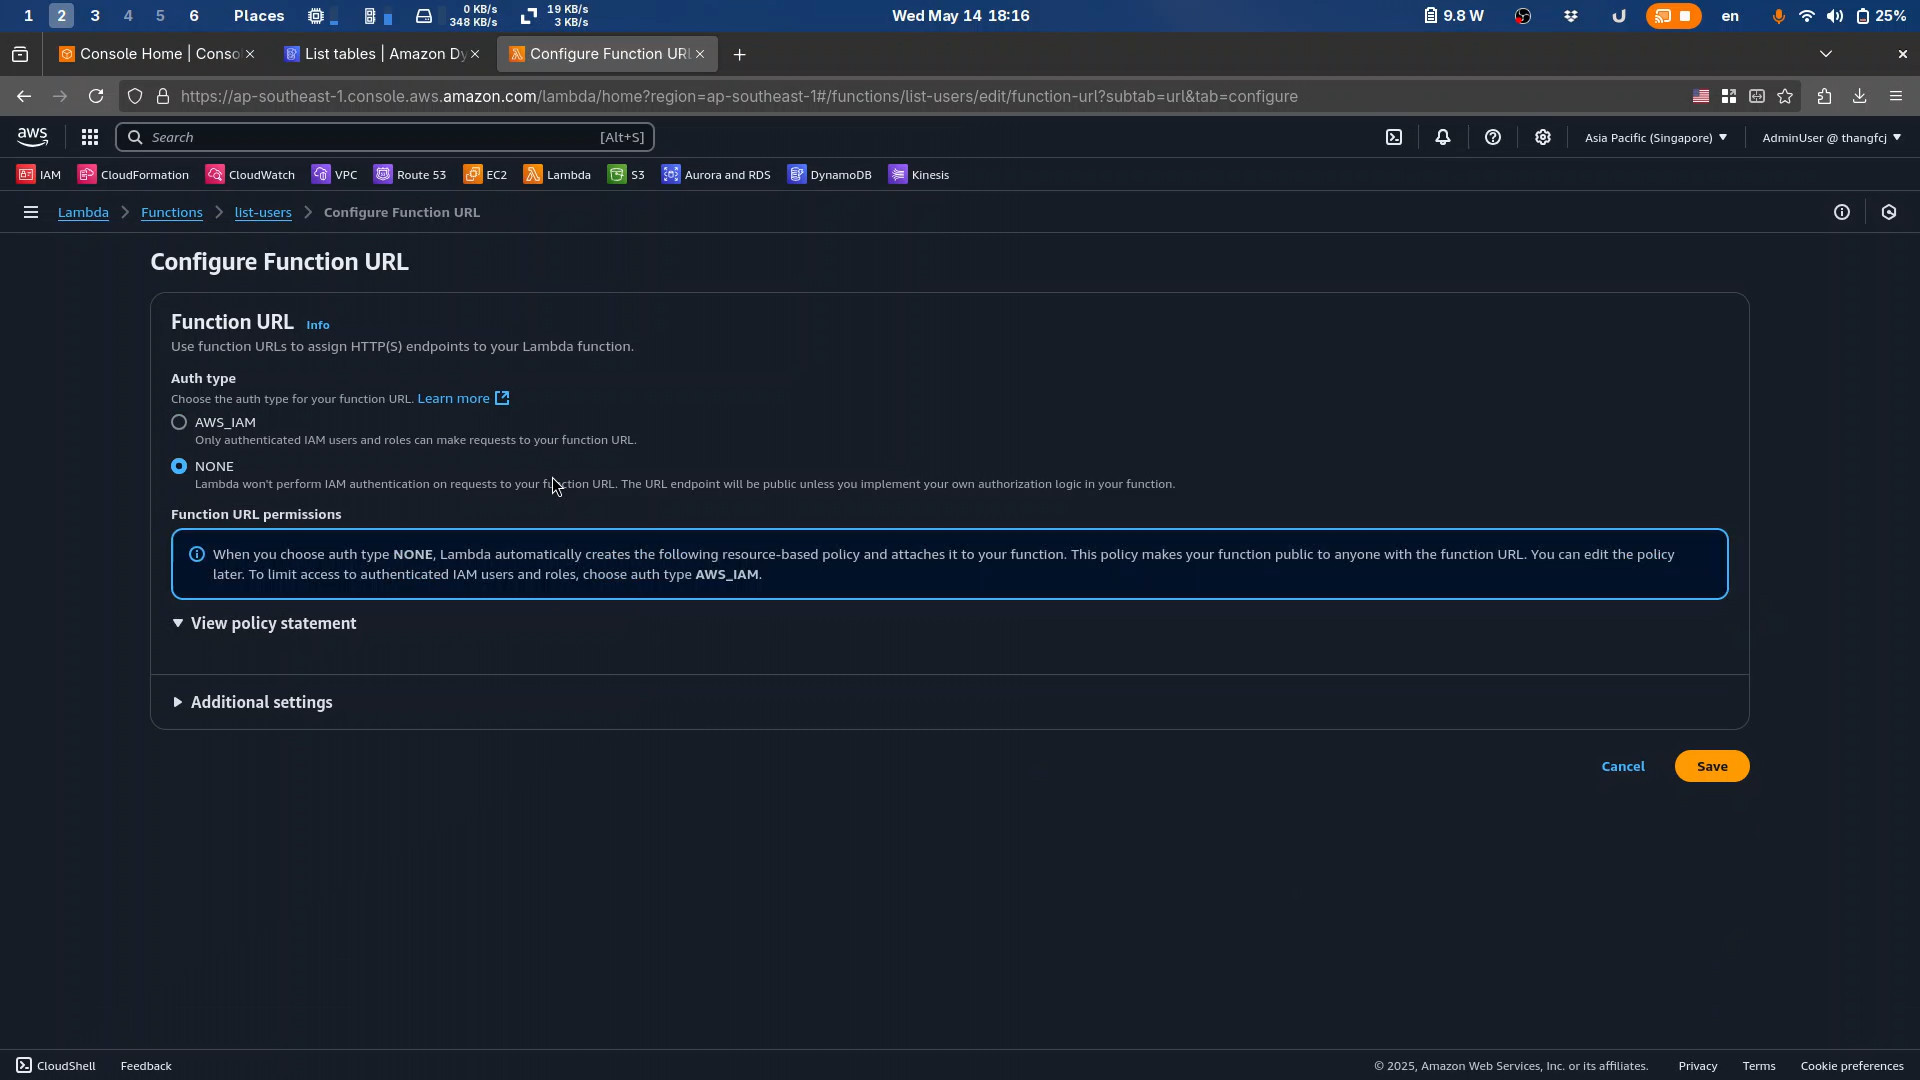 1 2 3 4 5 6 Places 0 KB/s 348 KB/s 19 KB/s 3 KB/s Wed May 14 18:16 9.8 W en 25%
Console Home | Conso List tables | Amazon Dy Configure Function UR
https://ap-southeast-1.console.aws.amazon.com/lambda/home?region=ap-southeast-1#/functions/list-users/edit/function-url?subtab=url&tab=configure
aws Search [Alt+S] Asia Pacific (Singapore) AdminUser @ thangfcj
IAM CloudFormation CloudWatch VPC Route 53 EC2 Lambda S3 Aurora and RDS DynamoDB Kinesis
Lambda Functions list-users Configure Function URL
Configure Function URL
Function URL Info
Use function URLs to assign HTTP(S) endpoints to your Lambda function.
Auth type
Choose the auth type for your function URL. Learn more
AWS_IAM
Only authenticated IAM users and roles can make requests to your function URL.
NONE
Lambda won't perform IAM authentication on requests to your function URL. The URL endpoint will be public unless you implement your own authorization logic in your function.
Function URL permissions
When you choose auth type NONE, Lambda automatically creates the following resource-based policy and attaches it to your function. This policy makes your function public to anyone with the function URL. You can edit the policy
later. To limit access to authenticated IAM users and roles, choose auth type AWS_IAM.
View policy statement
Additional settings
Cancel Save
CloudShell Feedback © 2025, Amazon Web Services, Inc. or its affiliates. Privacy Terms Cookie preferences